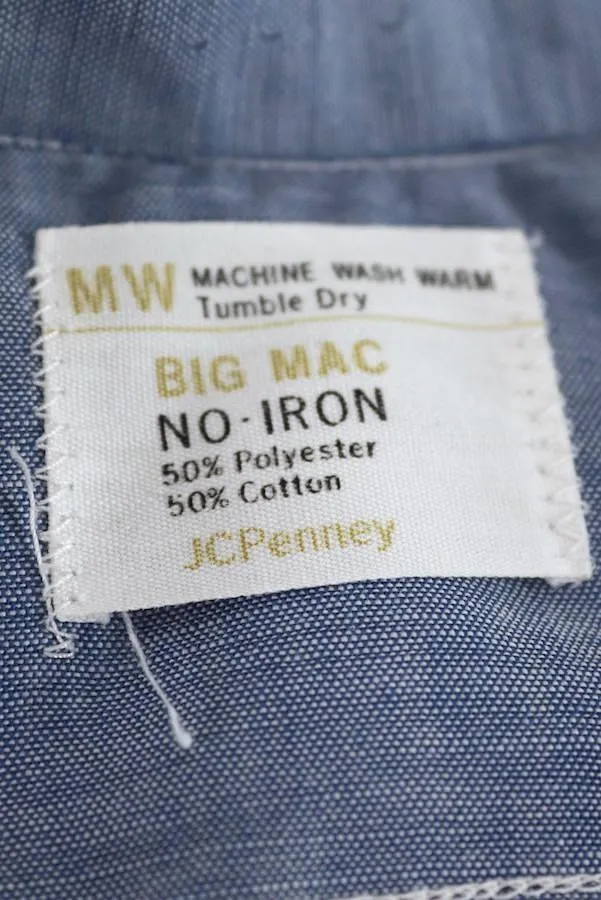 MW MACHINE WASH WARM
Tumble Dry
BIG MAC
NO-IRON
50% Polyester
50% Cotton
JCPenney